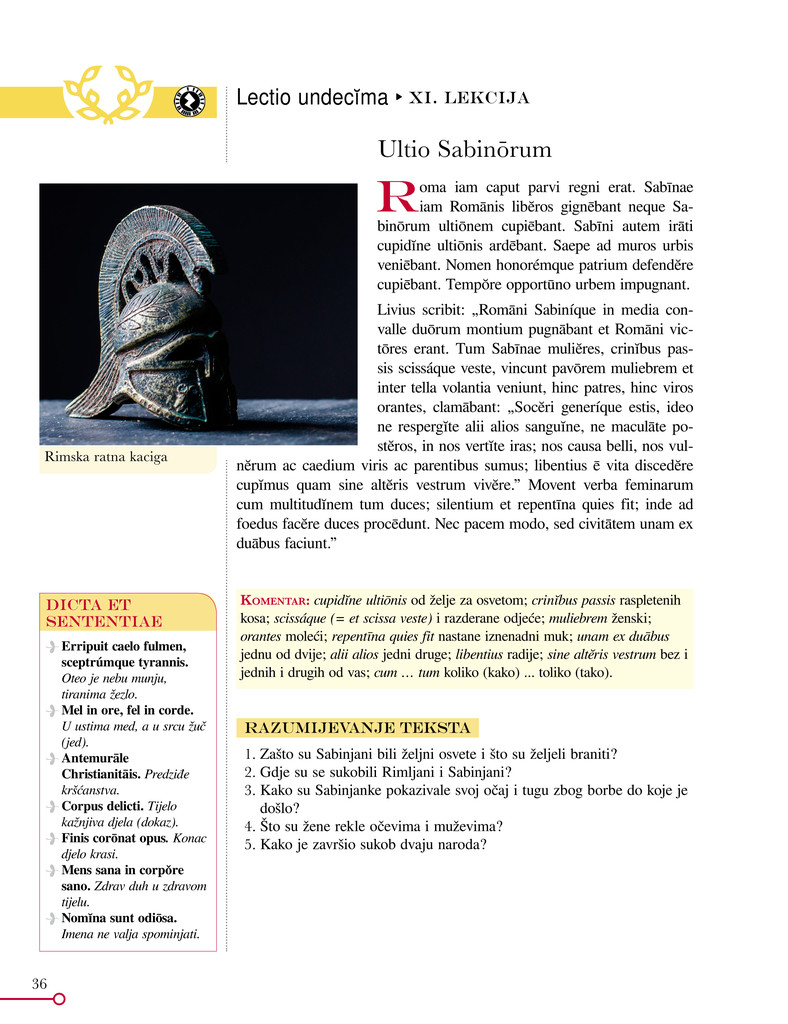 Lectio undecĭma ▸ XI. LEKCIJA
Ultio Sabinōrum
Roma iam caput parvi regni erat. Sabīnae
iam Romānis libĕros gignēbant neque Sa-
binōrum ultiōnem cupiēbant. Sabīni autem irāti
cupidĭne ultiōnis ardēbant. Saepe ad muros urbis
veniēbant. Nomen honorémque patrium defendĕre
cupiēbant. Tempŏre opportūno urbem impugnant.
Livius scribit: „Romāni Sabiníque in media con-
valle duōrum montium pugnābant et Romāni vic-
tōres erant. Tum Sabīnae muliĕres, crinĭbus pas-
sis scissáque veste, vincunt pavōrem muliebrem et
inter tella volantia veniunt, hinc patres, hinc viros
orantes, clamābant: „Socĕri generíque estis, ideo
ne respergĭte alii alios sanguĭne, ne maculāte po-
stĕros, in nos vertĭte iras; nos causa belli, nos vul-
nĕrum ac caedium viris ac parentibus sumus; libentius ē vita discedĕre
cupĭmus quam sine altĕris vestrum vivĕre.” Movent verba feminarum
cum multitudĭnem tum duces; silentium et repentīna quies fit; inde ad
foedus facĕre duces procēdunt. Nec pacem modo, sed civitātem unam ex
duābus faciunt.”
Rimska ratna kaciga
KOMENTAR: cupidĭne ultiōnis od želje za osvetom; crinĭbus passis raspletenih
kosa; scissáque (= et scissa veste) i razderane odjeće; muliebrem ženski;
orantes moleći; repentīna quies fit nastane iznenadni muk; unam ex duābus
jednu od dvije; alii alios jedni druge; libentius radije; sine altĕris vestrum bez i
jednih i drugih od vas; cum … tum koliko (kako) ... toliko (tako).
RAZUMIJEVANJE TEKSTA
1. Zašto su Sabinjani bili željni osvete i što su željeli braniti?
2. Gdje su se sukobili Rimljani i Sabinjani?
3. Kako su Sabinjanke pokazivale svoj očaj i tugu zbog borbe do koje je
došlo?
4. Što su žene rekle očevima i muževima?
5. Kako je završio sukob dvaju naroda?
DICTA ET
SENTENTIAE
Erripuit caelo fulmen,
sceptrúmque tyrannis.
Oteo je nebu munju,
tiranima žezlo.
Mel in ore, fel in corde.
U ustima med, a u srcu žuč
(jed).
Antemurāle
Christianitāis. Predziđe
kršćanstva.
Corpus delicti. Tijelo
kažnjiva djela (dokaz).
Finis corōnat opus. Konac
djelo krasi.
Mens sana in corpŏre
sano. Zdrav duh u zdravom
tijelu.
Nomĭna sunt odiōsa.
Imena ne valja spominjati.
36